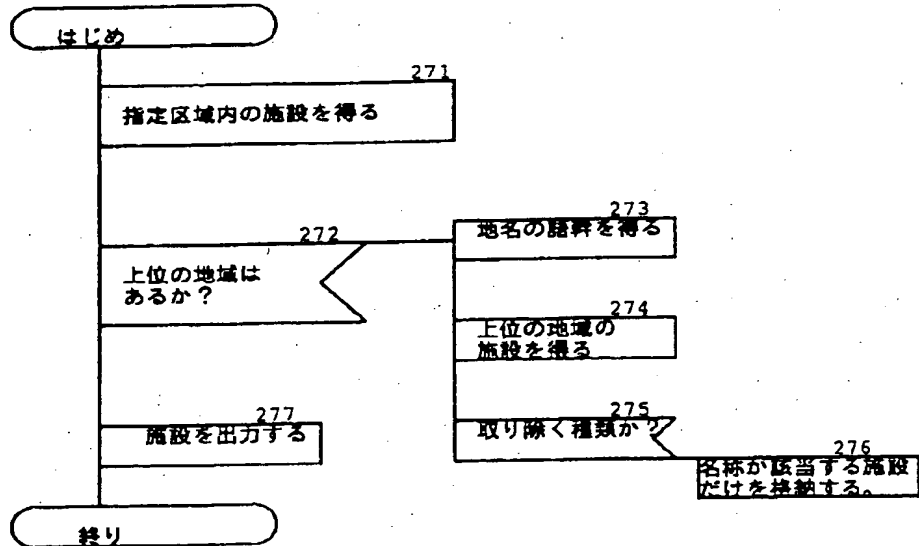 はじめ
271
指定区域内の施設を得る
272
上位の地域は
あるか？
273
地名の語幹を得る
274
上位の地域の
施設を得る
275
取り除く種類か？
276
名称が該当する施設
だけを格納する。
277
施設を出力する
終り